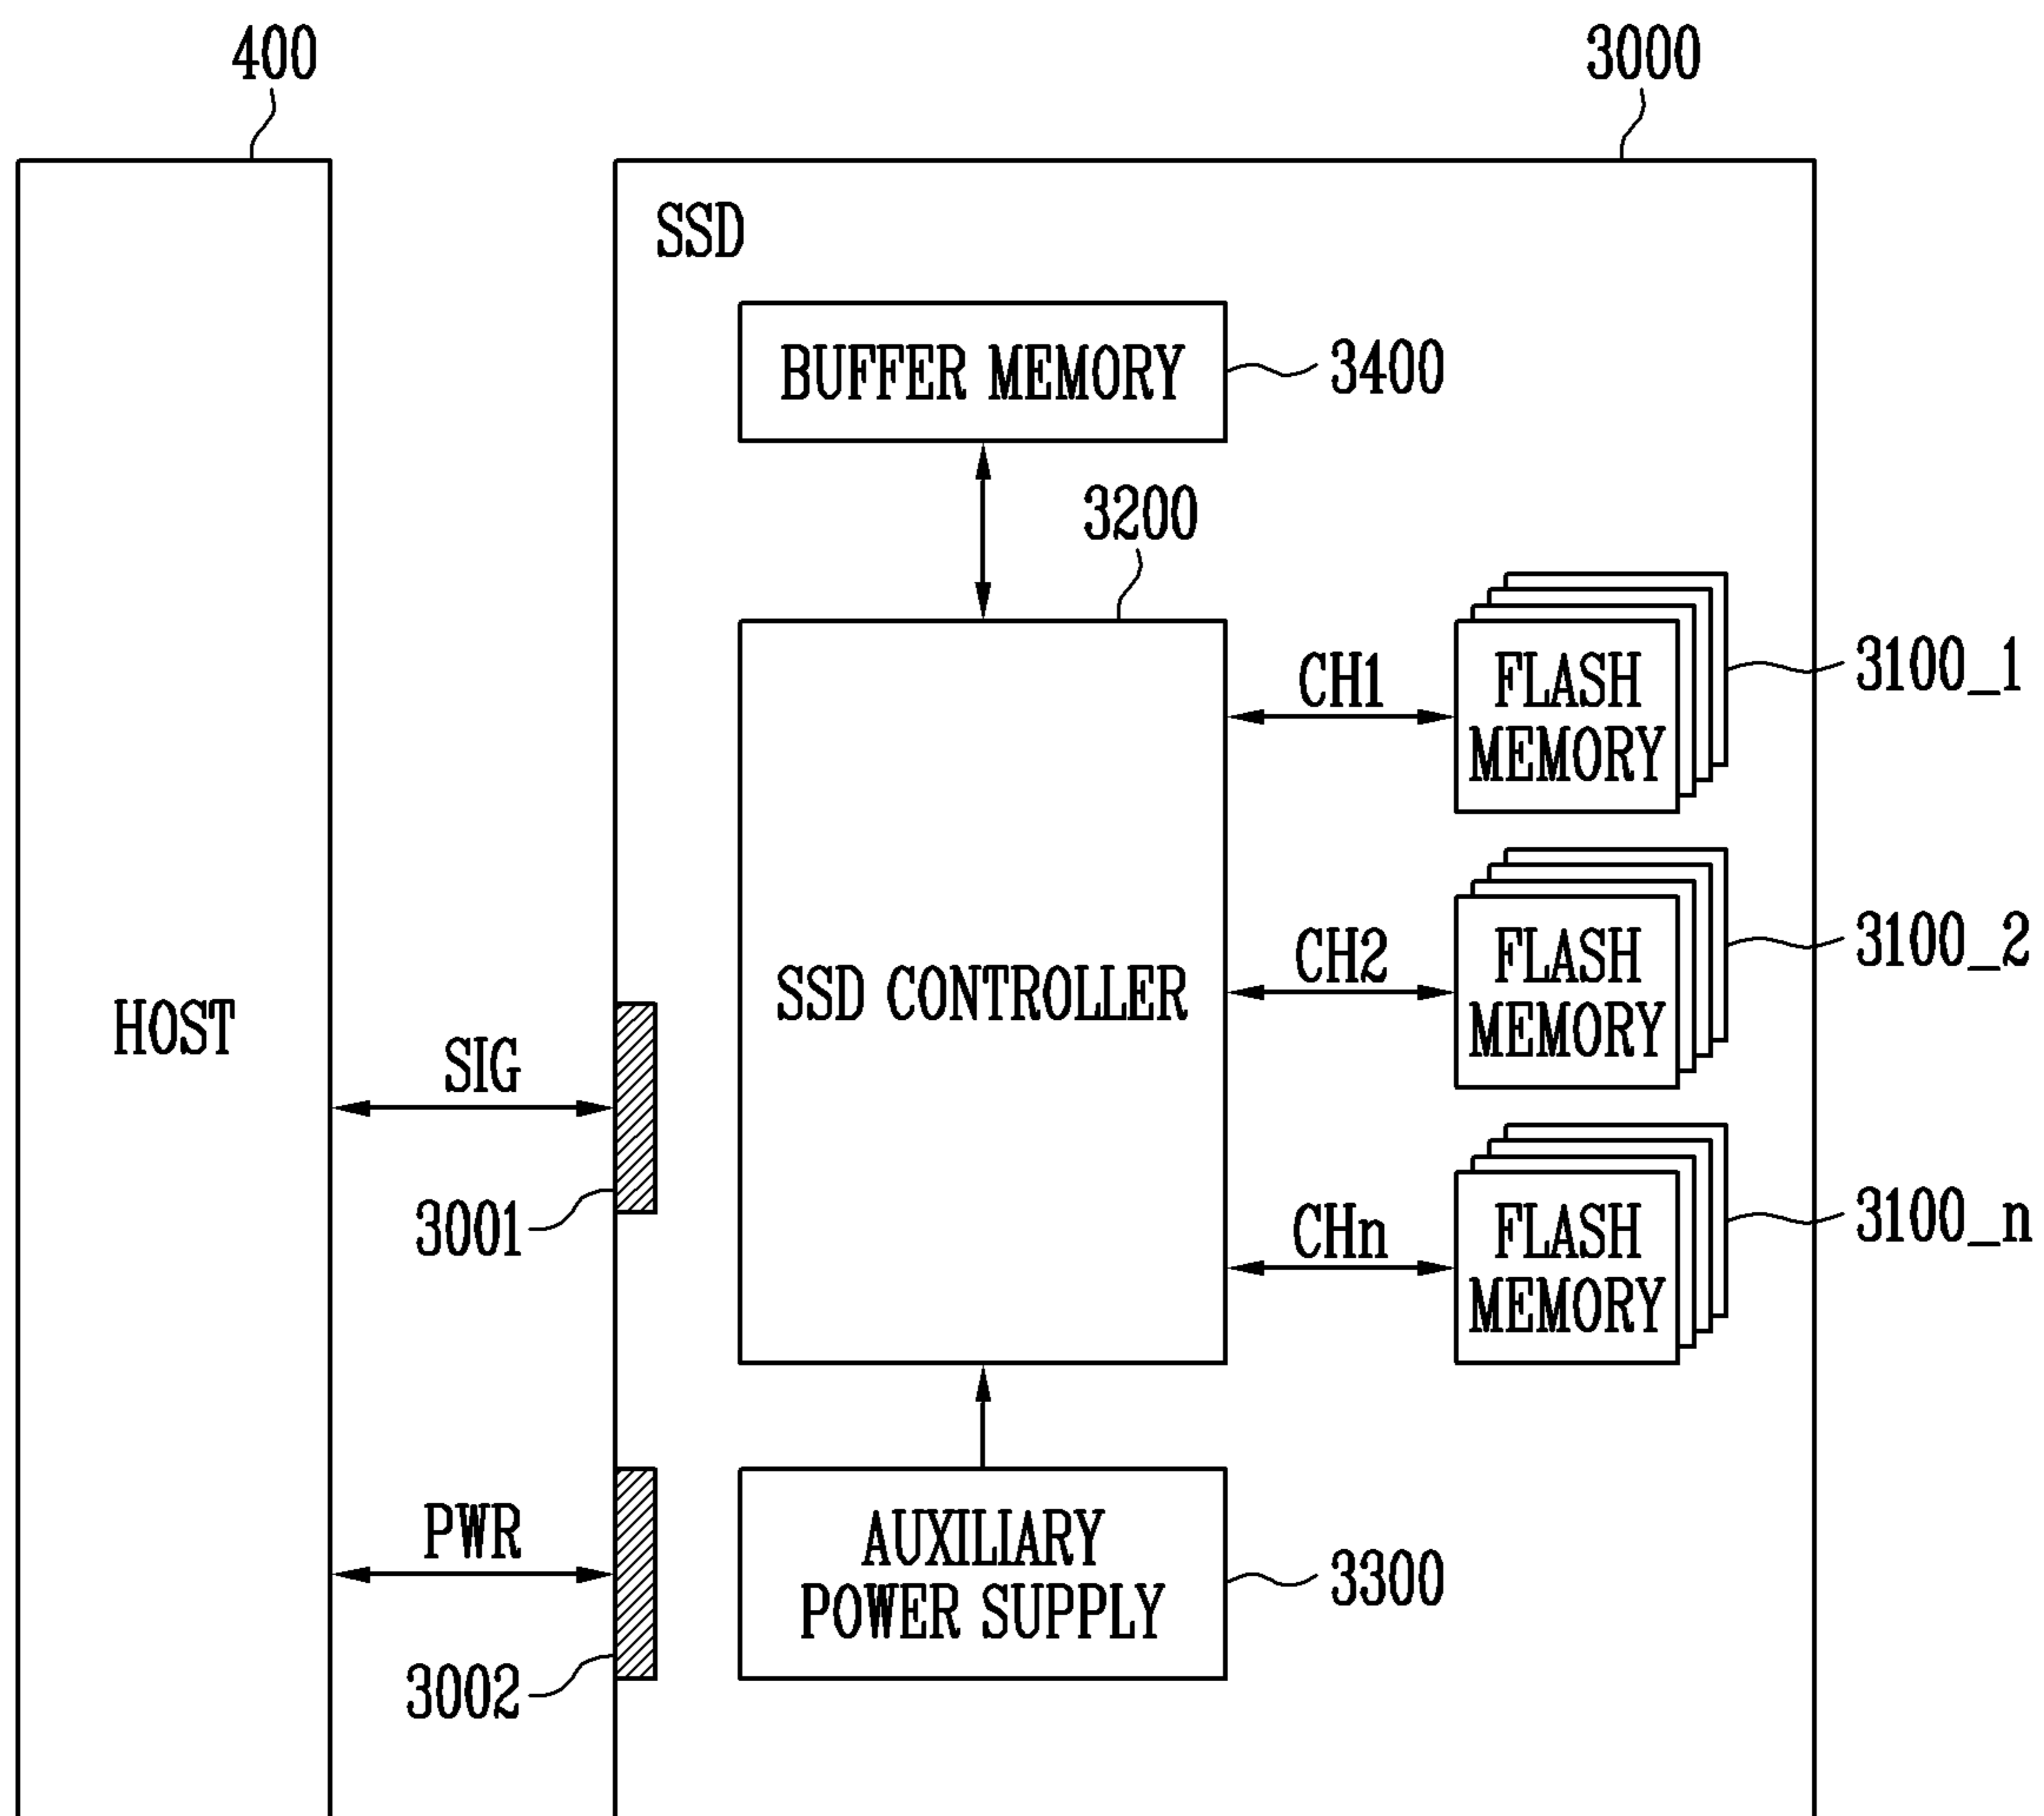 400
3000
SSD
BUFFER MEMORY
3400
3200
CH1
FLASH
MEMORY
3100_1
CH2
FLASH
MEMORY
3100_2
SSD CONTROLLER
HOST
SIG
3001
CHn
FLASH
MEMORY
3100_n
PWR
3002
AUXILIARY
POWER SUPPLY
3300